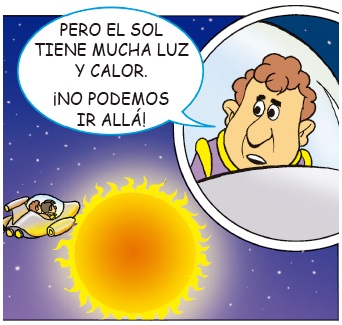 PERO EL SOL
TIENE MUCHA LUZ
Y CALOR.
¡NO PODEMOS
IR ALLÁ!